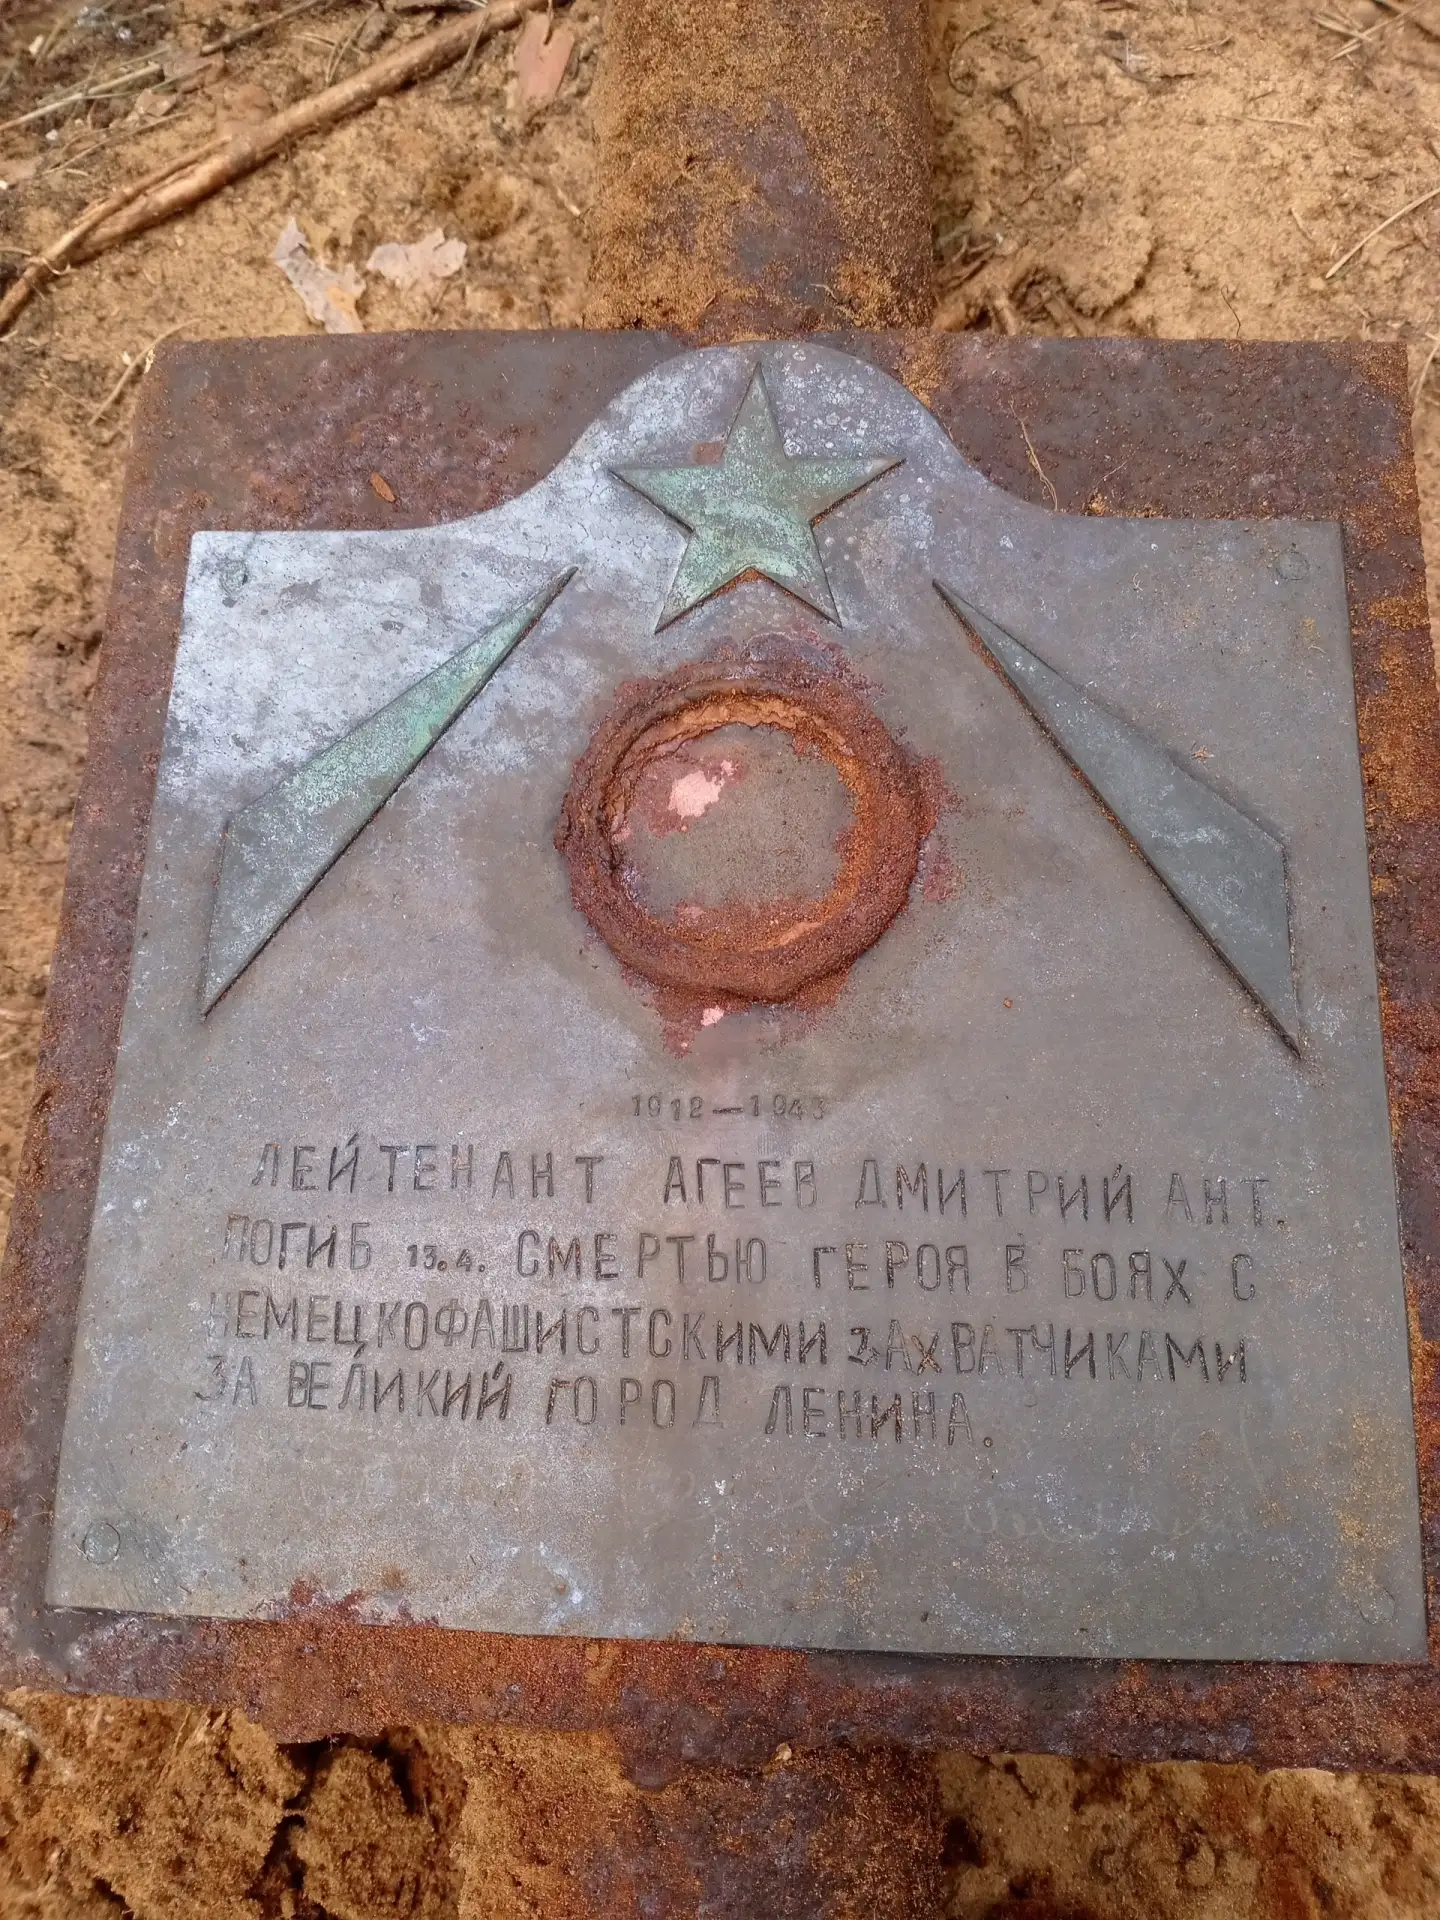 1912—1943
ЛЕЙТЕНАНТ АГЕЕВ ДМИТРИЙ АНТ.
ПОГИБ 13.4. СМЕРТЬЮ ГЕРОЯ В БОЯХ С
НЕМЕЦКОФАШИСТСКИМИ ЗАХВАТЧИКАМИ
ЗА ВЕЛИКИЙ ГОРОД ЛЕНИНА.